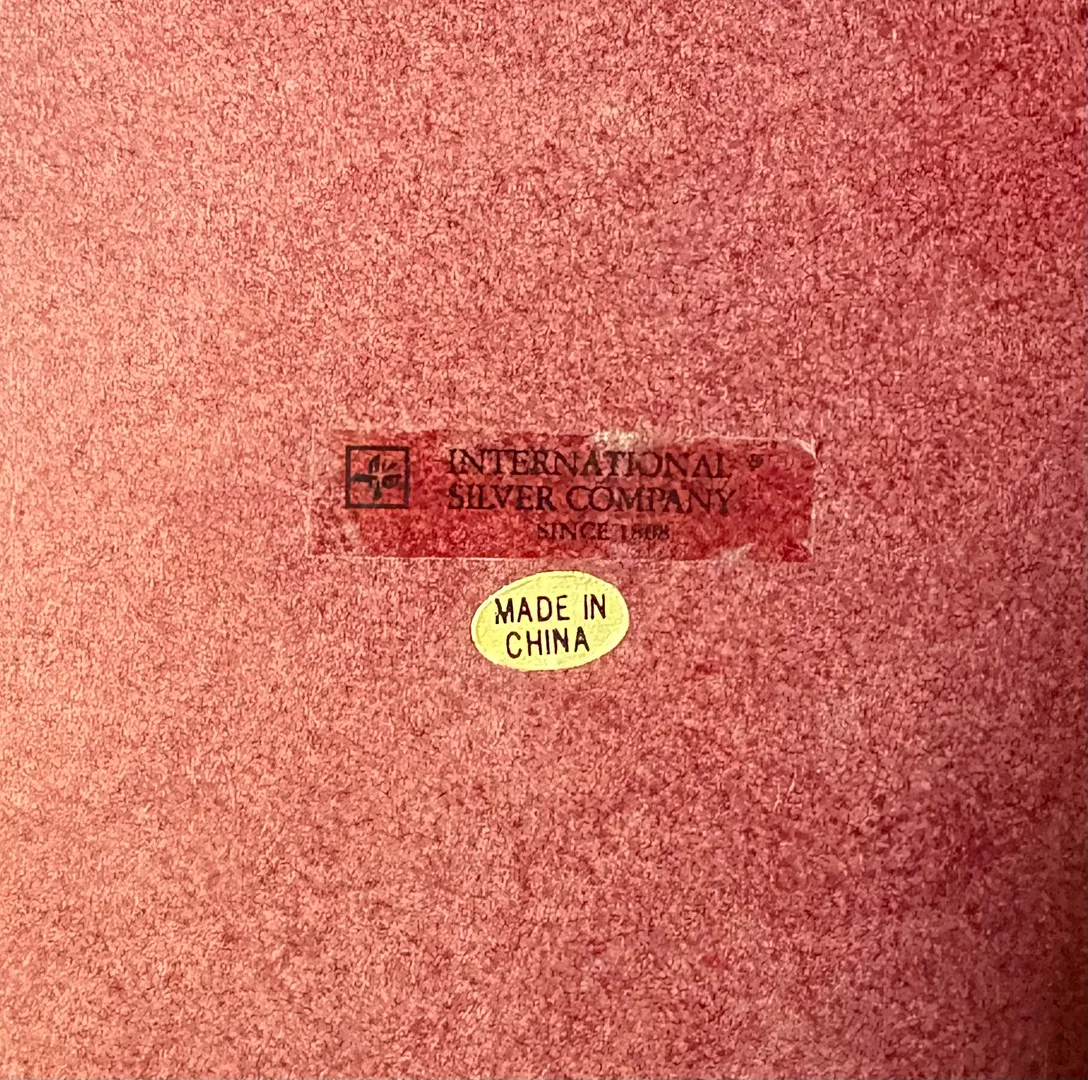 INTERNATIONAL ®
SILVER COMPANY
SINCE 1808
MADE IN
CHINA